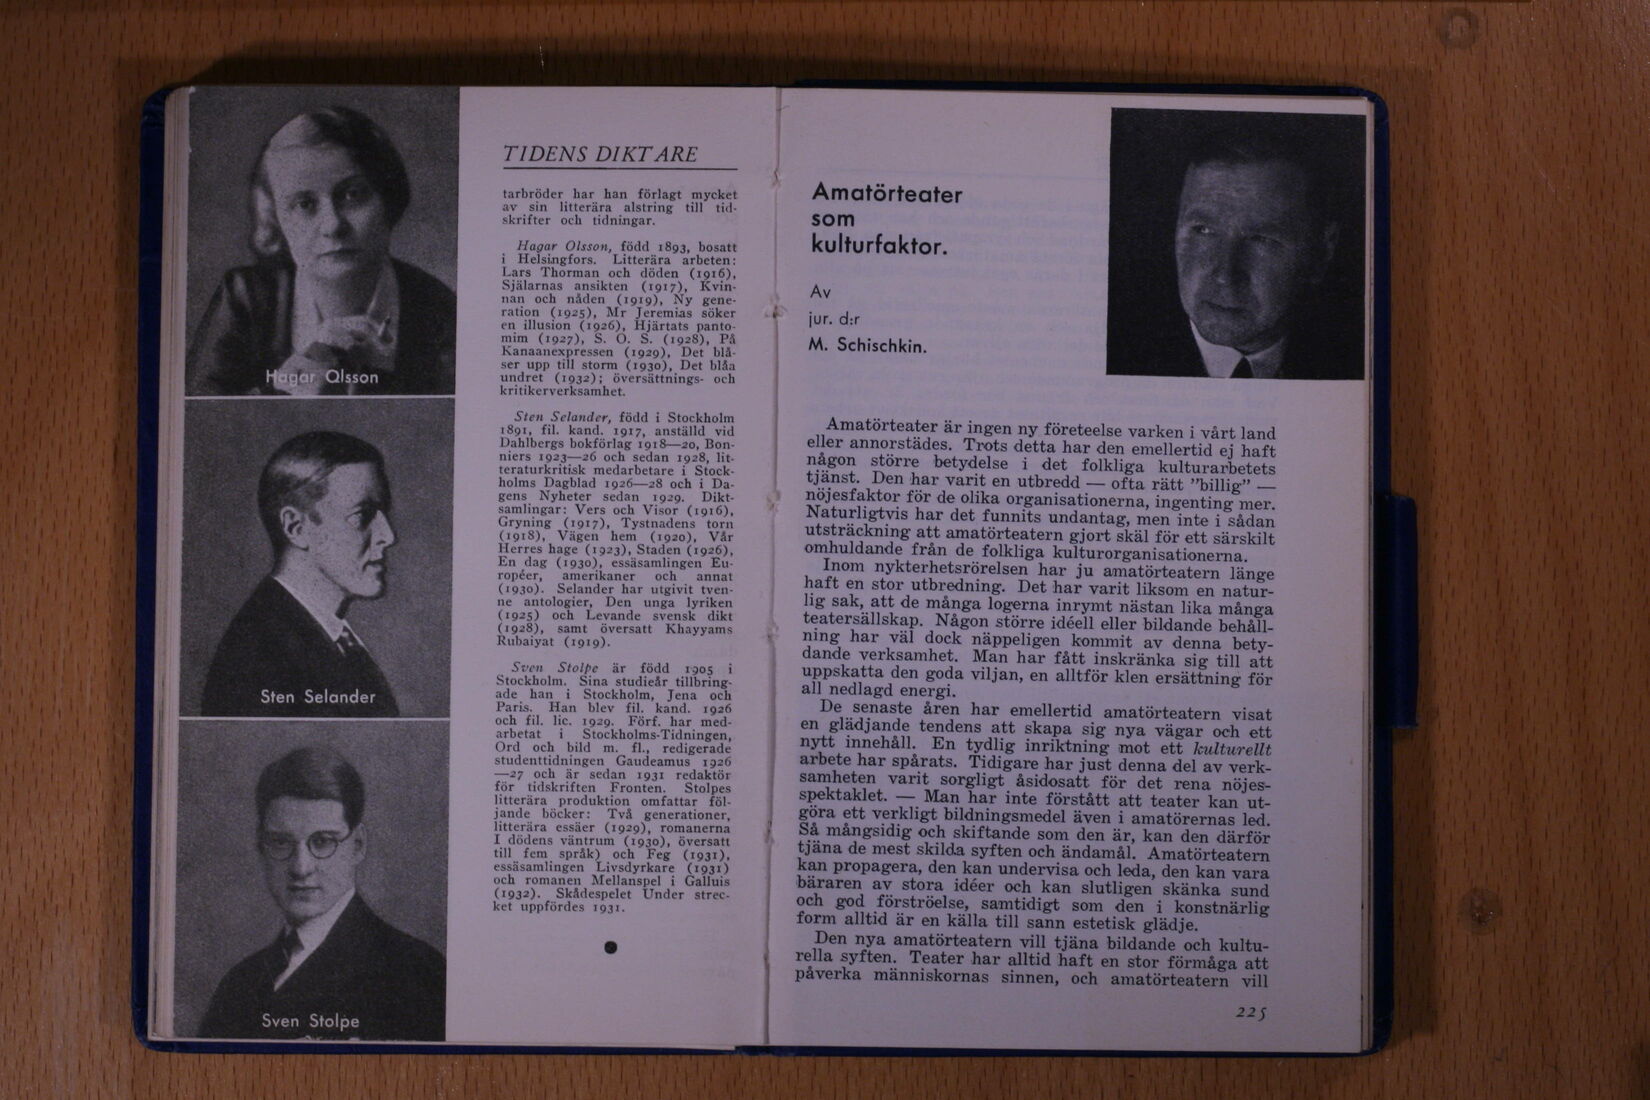 Hagar Olsson
Sten Selander
Sven Stolpe
TIDENS DIKTARE
tarbröder har han förlagt mycket
av sin litterära alstring till tid-
skrifter och tidningar.
Hagar Olsson, född 1893, bosatt
i Helsingfors. Litterära arbeten:
Lars Thorman och döden (1916),
Själarnas ansikten (1917), Kvin-
nan och nåden (1919), Ny gene-
ration (1925), Mr Jeremias söker
en illusion (1926), Hjärtats panto-
mim (1927), S. O. S. (1928), På
Kanaanexpressen (1929), Det blå-
ser upp till storm (1930), Det blåa
undret (1932); översättnings- och
kritikerverksamhet.
Sten Selander, född i Stockholm
1891, fil. kand. 1917, anställd vid
Dahlbergs bokförlag 1918—20, Bon-
niers 1923—26 och sedan 1928, lit-
teraturkritisk medarbetare i Stock-
holms Dagblad 1926—28 och i Da-
gens Nyheter sedan 1929. Dikt-
samlingar: Vers och Visor (1916),
Gryning (1917), Tystnadens torn
(1918), Vägen hem (1920), Vår
Herres hage (1923), Staden (1926),
En dag (1930), essäsamlingen Eu-
ropéer, amerikaner och annat
(1930). Selander har utgivit tven-
ne antologier, Den unga lyriken
(1925) och Levande svensk dikt
(1928), samt översatt Khayyams
Rubaiyat (1919).
Sven Stolpe är född 1905 i
Stockholm. Sina studieår tillbring-
ade han i Stockholm, Jena och
Paris. Han blev fil. kand. 1926
och fil. lic. 1929. Förf. har med-
arbetat i Stockholms-Tidningen,
Ord och bild m. fl., redigerade
studenttidningen Gaudeamus 1926
—27 och är sedan 1931 redaktör
för tidskriften Fronten. Stolpes
litterära produktion omfattar föl-
jande böcker: Två generationer,
litterära essäer (1929), romanerna
I dödens väntrum (1930), översatt
till fem språk) och Feg (1931),
essäsamlingen Livsdyrkare (1931)
och romanen Mellanspel i Galluis
(1932). Skådespelet Under strec-
ket uppfördes 1931.
Amatörteater
som
kulturfaktor.
Av
jur. d:r
M. Schischkin.
Amatörteater är ingen ny företeelse varken i vårt land
eller annorstädes. Trots detta har den emellertid ej haft
någon större betydelse i det folkliga kulturarbetets
tjänst. Den har varit en utbredd — ofta rätt ”billig” —
nöjesfaktor för de olika organisationerna, ingenting mer.
Naturligtvis har det funnits undantag, men inte i sådan
utsträckning att amatörteatern gjort skäl för ett särskilt
omhuldande från de folkliga kulturorganisationerna.
Inom nykterhetsrörelsen har ju amatörteatern länge
haft en stor utbredning. Det har varit liksom en natur-
lig sak, att de många logerna inrymt nästan lika många
teatersällskap. Någon större idéell eller bildande behåll-
ning har väl dock näppeligen kommit av denna bety-
dande verksamhet. Man har fått inskränka sig till att
uppskatta den goda viljan, en alltför klen ersättning för
all nedlagd energi.
De senaste åren har emellertid amatörteatern visat
en glädjande tendens att skapa sig nya vägar och ett
nytt innehåll. En tydlig inriktning mot ett kulturellt
arbete har spårats. Tidigare har just denna del av verk-
samheten varit sorgligt åsidosatt för det rena nöjes-
spektaklet. — Man har inte förstått att teater kan ut-
göra ett verkligt bildningsmedel även i amatörernas led.
Så mångsidig och skiftande som den är, kan den därför
tjäna de mest skilda syften och ändamål. Amatörteatern
kan propagera, den kan undervisa och leda, den kan vara
bäraren av stora idéer och kan slutligen skänka sund
och god förströelse, samtidigt som den i konstnärlig
form alltid är en källa till sann estetisk glädje.
Den nya amatörteatern vill tjäna bildande och kultu-
rella syften. Teater har alltid haft en stor förmåga att
påverka människornas sinnen, och amatörteatern vill
225